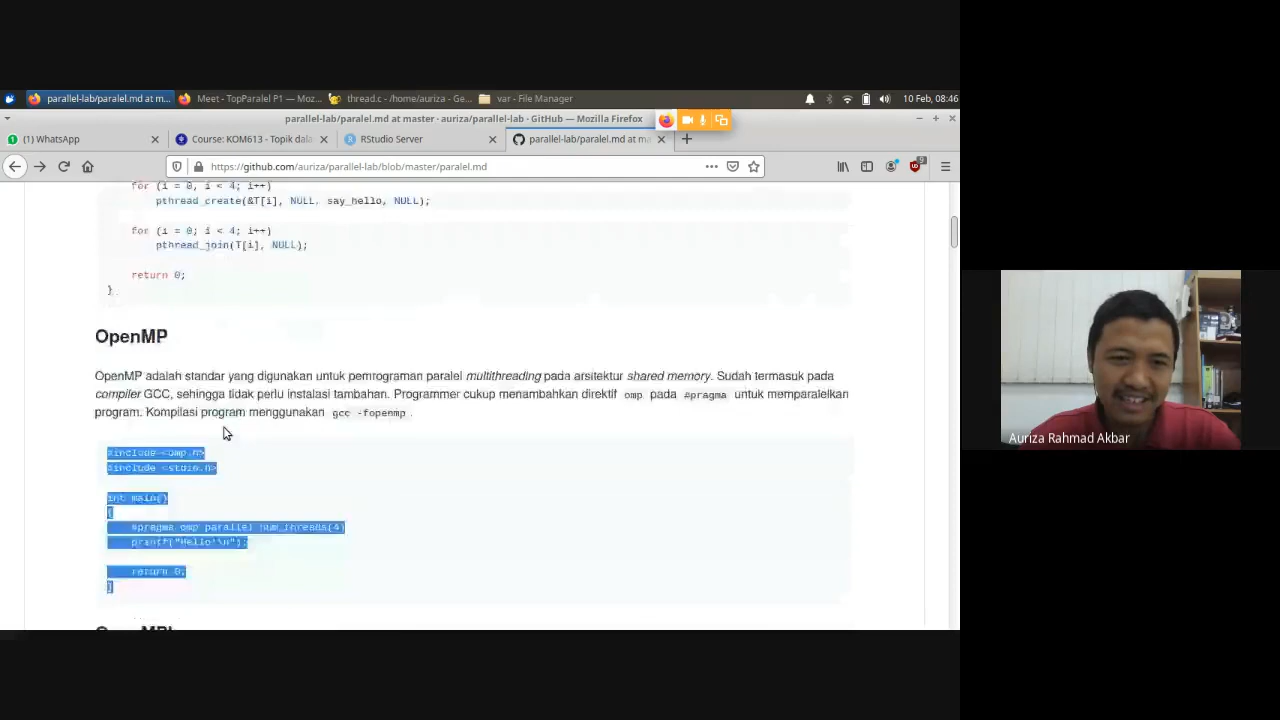 parallel-lab/paralel.md at m...
Meet - TopParalel P1 — Moz...
thread.c - /home/auriza - Ge...
var - File Manager
10 Feb, 08:46
parallel-lab/paralel.md at master · auriza/parallel-lab · GitHub — Mozilla Firefox
(1) WhatsApp
Course: KOM613 - Topik dala
RStudio Server
parallel-lab/paralel.md at ma
https://github.com/auriza/parallel-lab/blob/master/paralel.md
for (i = 0, i < 4; i++)
pthread_create(&T[i], NULL, say_hello, NULL);
for (i = 0; i < 4; i++)
pthread_join(T[i], NULL);
return 0;
}
OpenMP
OpenMP adalah standar yang digunakan untuk pemrograman paralel multithreading pada arsitektur shared memory. Sudah termasuk pada
compiler GCC, sehingga tidak perlu instalasi tambahan. Programmer cukup menambahkan direktif omp pada #pragma untuk memparalelkan
program. Kompilasi program menggunakan gcc -fopenmp.
#include <omp.h>
#include <stdio.h>
int main()
{
#pragma omp parallel num_threads(4)
printf("Hello!\n");
return 0;
}
Auriza Rahmad Akbar